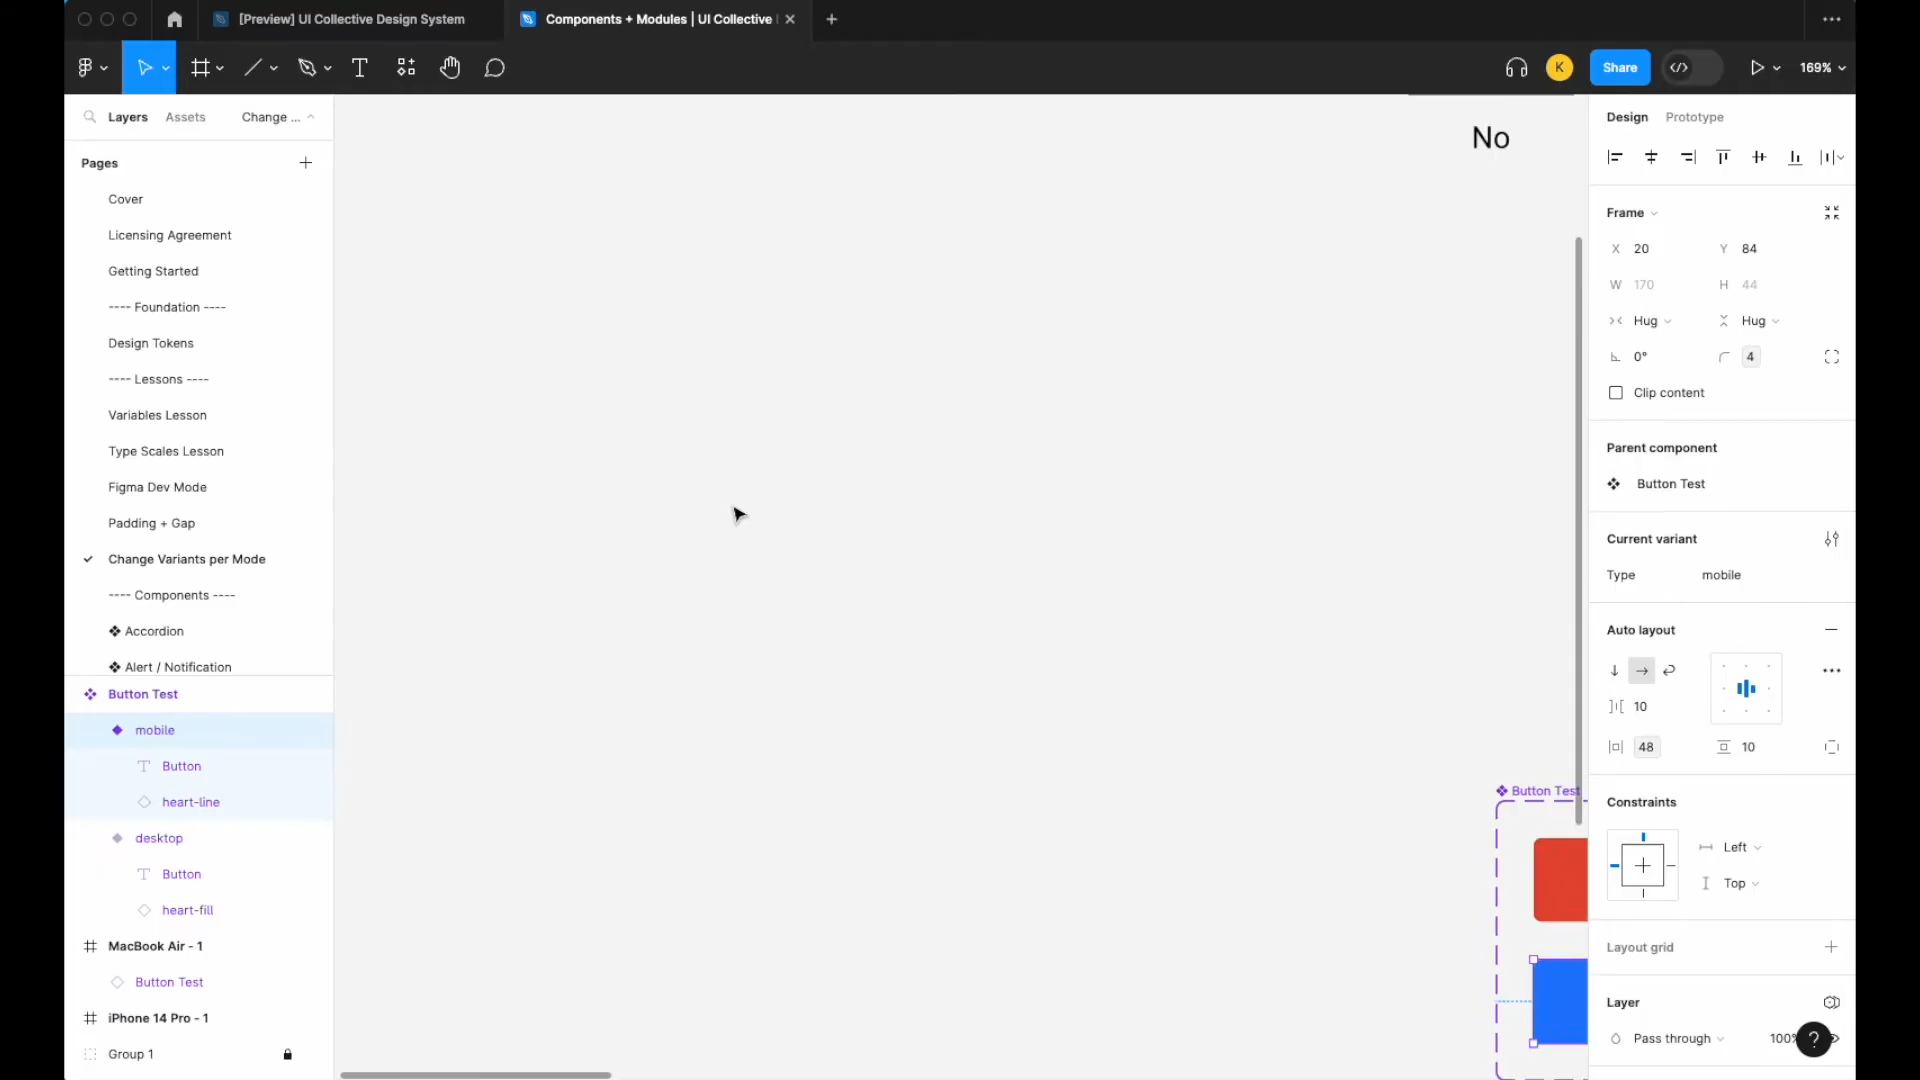 [Preview] UI Collective Design System
Components + Modules | UI Collective
K
Share
169%
Layers
Assets
Change ...
Pages
Cover
Licensing Agreement
Getting Started
---- Foundation ----
Design Tokens
---- Lessons ----
Variables Lesson
Type Scales Lesson
Figma Dev Mode
Padding + Gap
Change Variants per Mode
---- Components ----
Accordion
Alert / Notification
Button Test
mobile
Button
heart-line
desktop
Button
heart-fill
MacBook Air - 1
Button Test
iPhone 14 Pro - 1
Group 1
No
Button Test
Design
Prototype
Frame
X 20 Y 84
W 170 H 44
Hug Hug
0° 4
Clip content
Parent component
Button Test
Current variant
Type mobile
Auto layout
10
48 10
Constraints
Left
Top
Layout grid
Layer
Pass through 100%
?